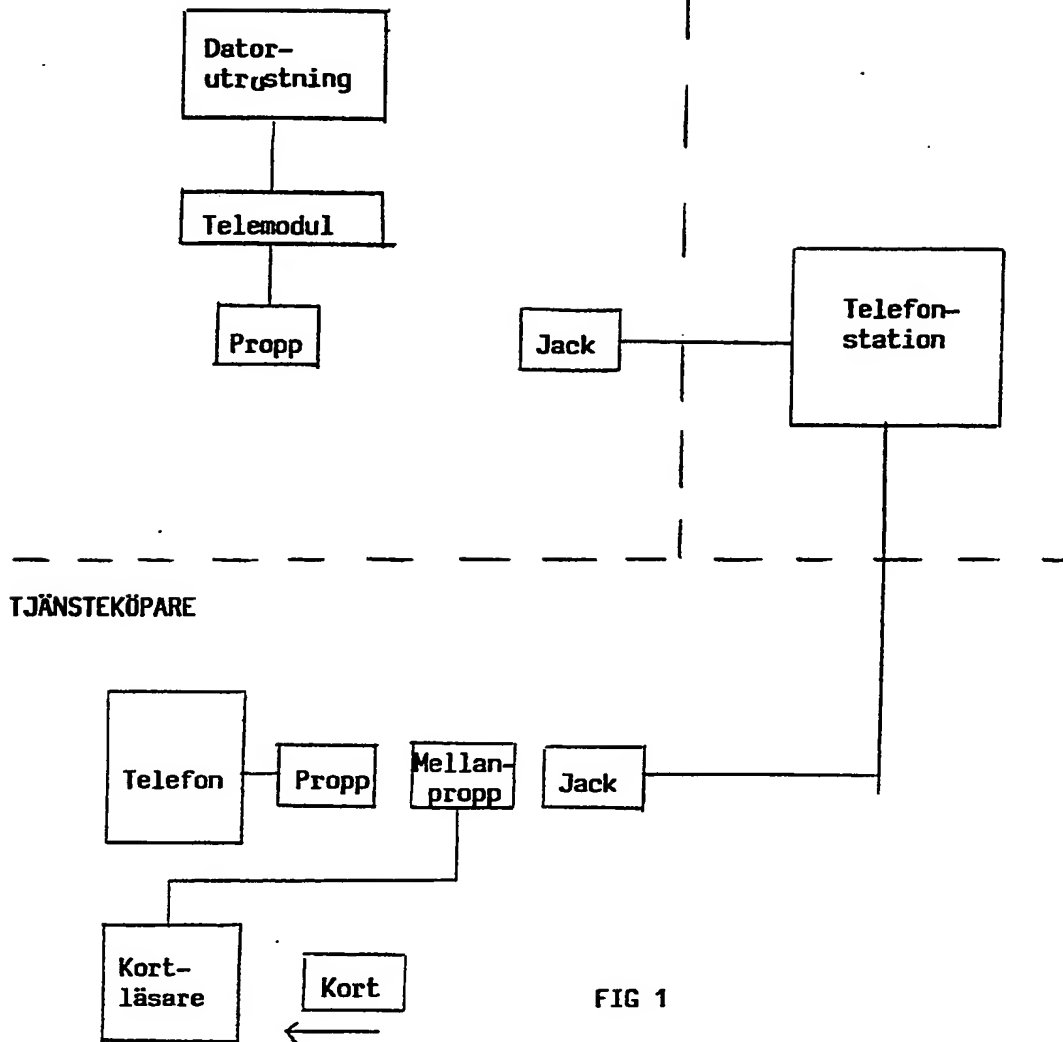 Dator-
utrustning
Telemodul
Propp
Jack
Telefon-
station
TJÄNSTEKÖPARE
Telefon
Propp
Mellan-
propp
Jack
Kort-
läsare
Kort
FIG 1